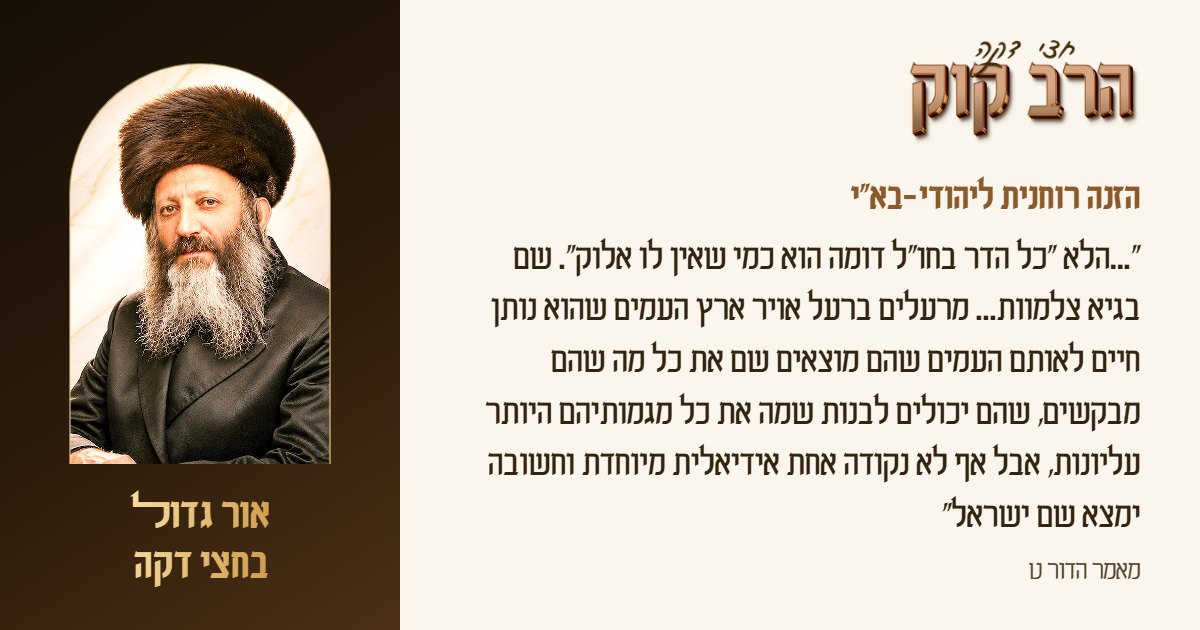 חצי דקה
הרב קוק
הזנה רוחנית ליהודי-בא"י
"...הלא "כל הדר בחו"ל דומה הוא כמי שאין לו אלוק". שם
בגיא צלמוות... מרעלים ברעל אויר ארץ העמים שהוא נותן
חיים לאותם העמים שהם מוצאים שם את כל מה שהם
מבקשים, שהם יכולים לבנות שמה את כל מגמותיהם היותר
עליונות, אבל אף לא נקודה אחת אידיאלית מיוחדת וחשובה
ימצא שם ישראל"
מאמר הדור נו
אור גדול
בחצי דקה